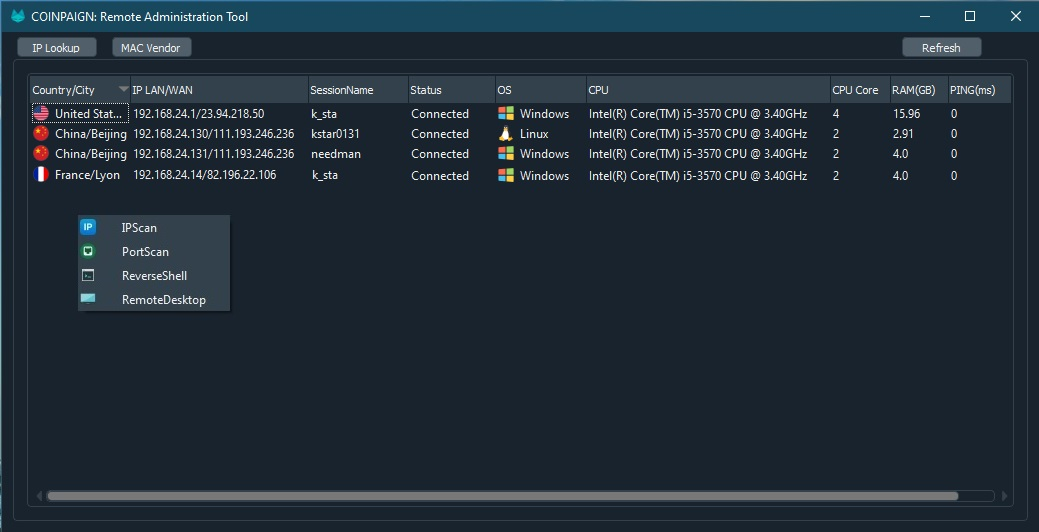 COINPAIGN: Remote Administration Tool
IP Lookup MAC Vendor Refresh
Country/City IP LAN/WAN SessionName Status OS CPU CPU Core RAM(GB) PING(ms)
United Stat... 192.168.24.1/23.94.218.50 k_sta Connected Windows Intel(R) Core(TM) i5-3570 CPU @ 3.40GHz 4 15.96 0
China/Beijing 192.168.24.130/111.193.246.236 kstar0131 Connected Linux Intel(R) Core(TM) i5-3570 CPU @ 3.40GHz 2 2.91 0
China/Beijing 192.168.24.131/111.193.246.236 needman Connected Windows Intel(R) Core(TM) i5-3570 CPU @ 3.40GHz 2 4.0 0
France/Lyon 192.168.24.14/82.196.22.106 k_sta Connected Windows Intel(R) Core(TM) i5-3570 CPU @ 3.40GHz 2 4.0 0
IP IPScan
PortScan
ReverseShell
RemoteDesktop